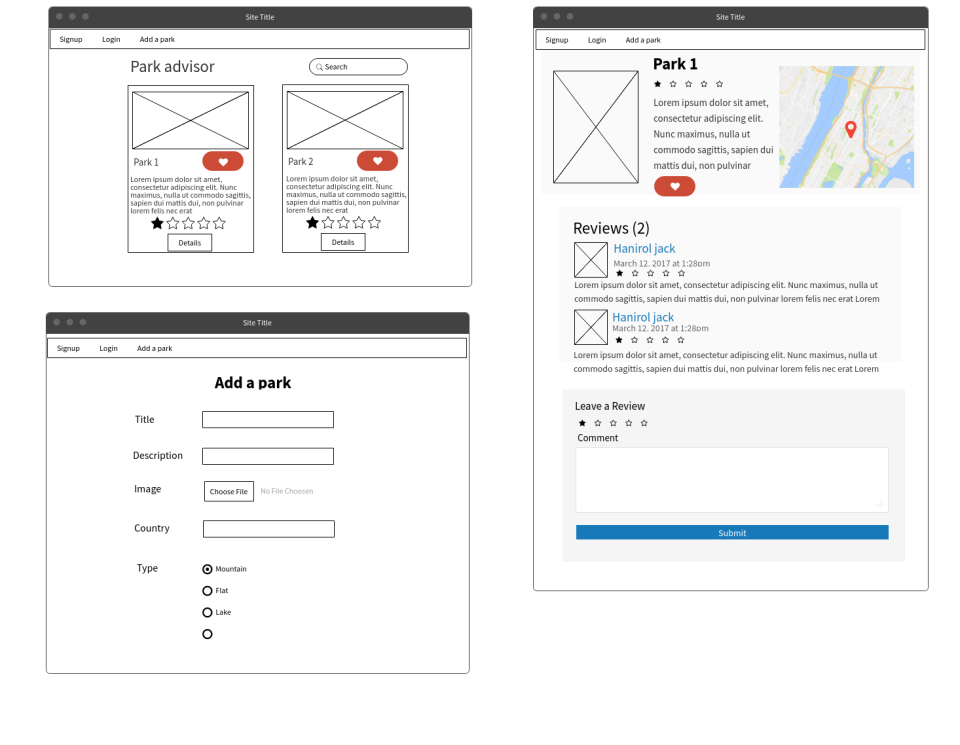 Site Title
Signup Login Add a park
Park advisor
Search
Park 1
Lorem ipsum dolor sit amet,
consectetur adipiscing elit. Nunc
maximus, nulla ut commodo sagittis,
sapien dui mattis dui, non pulvinar
lorem felis nec erat
Details
Park 2
Lorem ipsum dolor sit amet,
consectetur adipiscing elit. Nunc
maximus, nulla ut commodo sagittis,
sapien dui mattis dui, non pulvinar
lorem felis nec erat
Details
Site Title
Signup Login Add a park
Add a park
Title
Description
Image Choose File No File Choosen
Country
Type Mountain
Flat
Lake
Site Title
Signup Login Add a park
Park 1
Lorem ipsum dolor sit amet,
consectetur adipiscing elit.
Nunc maximus, nulla ut
commodo sagittis, sapien dui
mattis dui, non pulvinar
Reviews (2)
Hanirol jack
March 12, 2017 at 1:28pm
Lorem ipsum dolor sit amet, consectetur adipiscing elit. Nunc maximus, nulla ut
commodo sagittis, sapien dui mattis dui, non pulvinar lorem felis nec erat Lorem
Hanirol jack
March 12, 2017 at 1:28pm
Lorem ipsum dolor sit amet, consectetur adipiscing elit. Nunc maximus, nulla ut
commodo sagittis, sapien dui mattis dui, non pulvinar lorem felis nec erat Lorem
Leave a Review
Comment
Submit